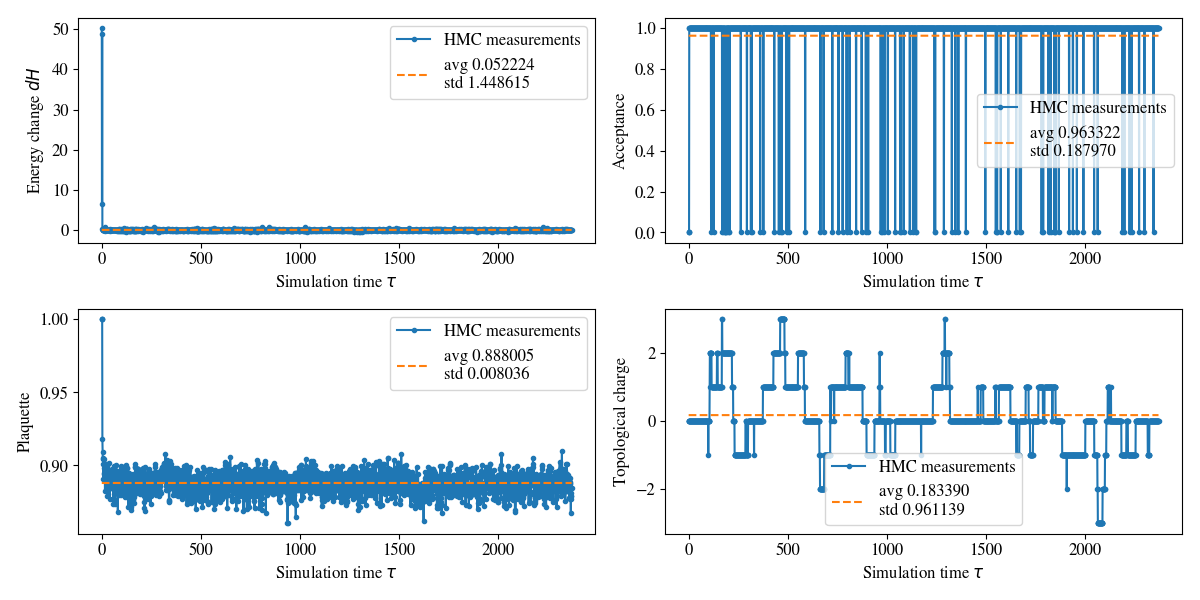 50
40
30
20
10
0
Energy change dH
HMC measurements
avg 0.052224
std 1.448615
0 500 1000 1500 2000
Simulation time τ
1.0
0.8
0.6
0.4
0.2
0.0
Acceptance
HMC measurements
avg 0.963322
std 0.187970
0 500 1000 1500 2000
Simulation time τ
1.00
0.95
0.90
Plaquette
HMC measurements
avg 0.888005
std 0.008036
0 500 1000 1500 2000
Simulation time τ
2
0
−2
Topological charge
HMC measurements
avg 0.183390
std 0.961139
0 500 1000 1500 2000
Simulation time τ